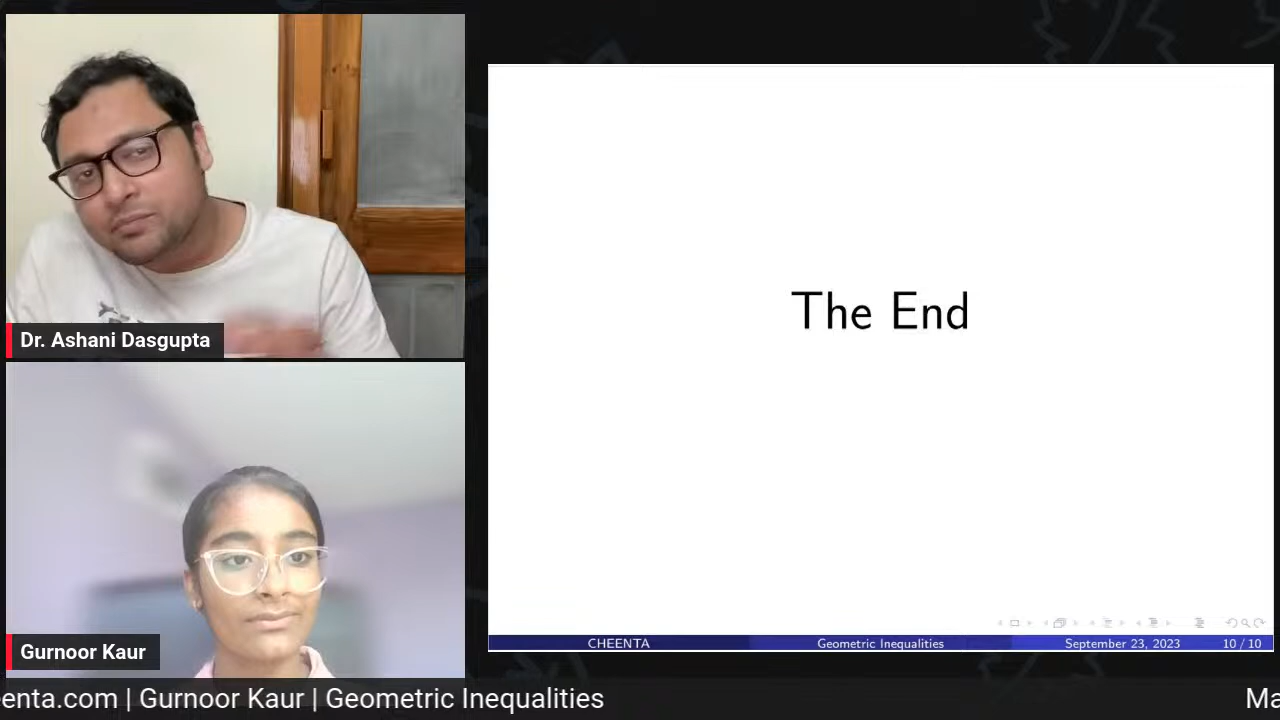 Dr. Ashani Dasgupta
The End
Gurnoor Kaur
CHEENTA Geometric Inequalities September 23, 2023 10 / 10
eenta.com | Gurnoor Kaur | Geometric Inequalities Ma